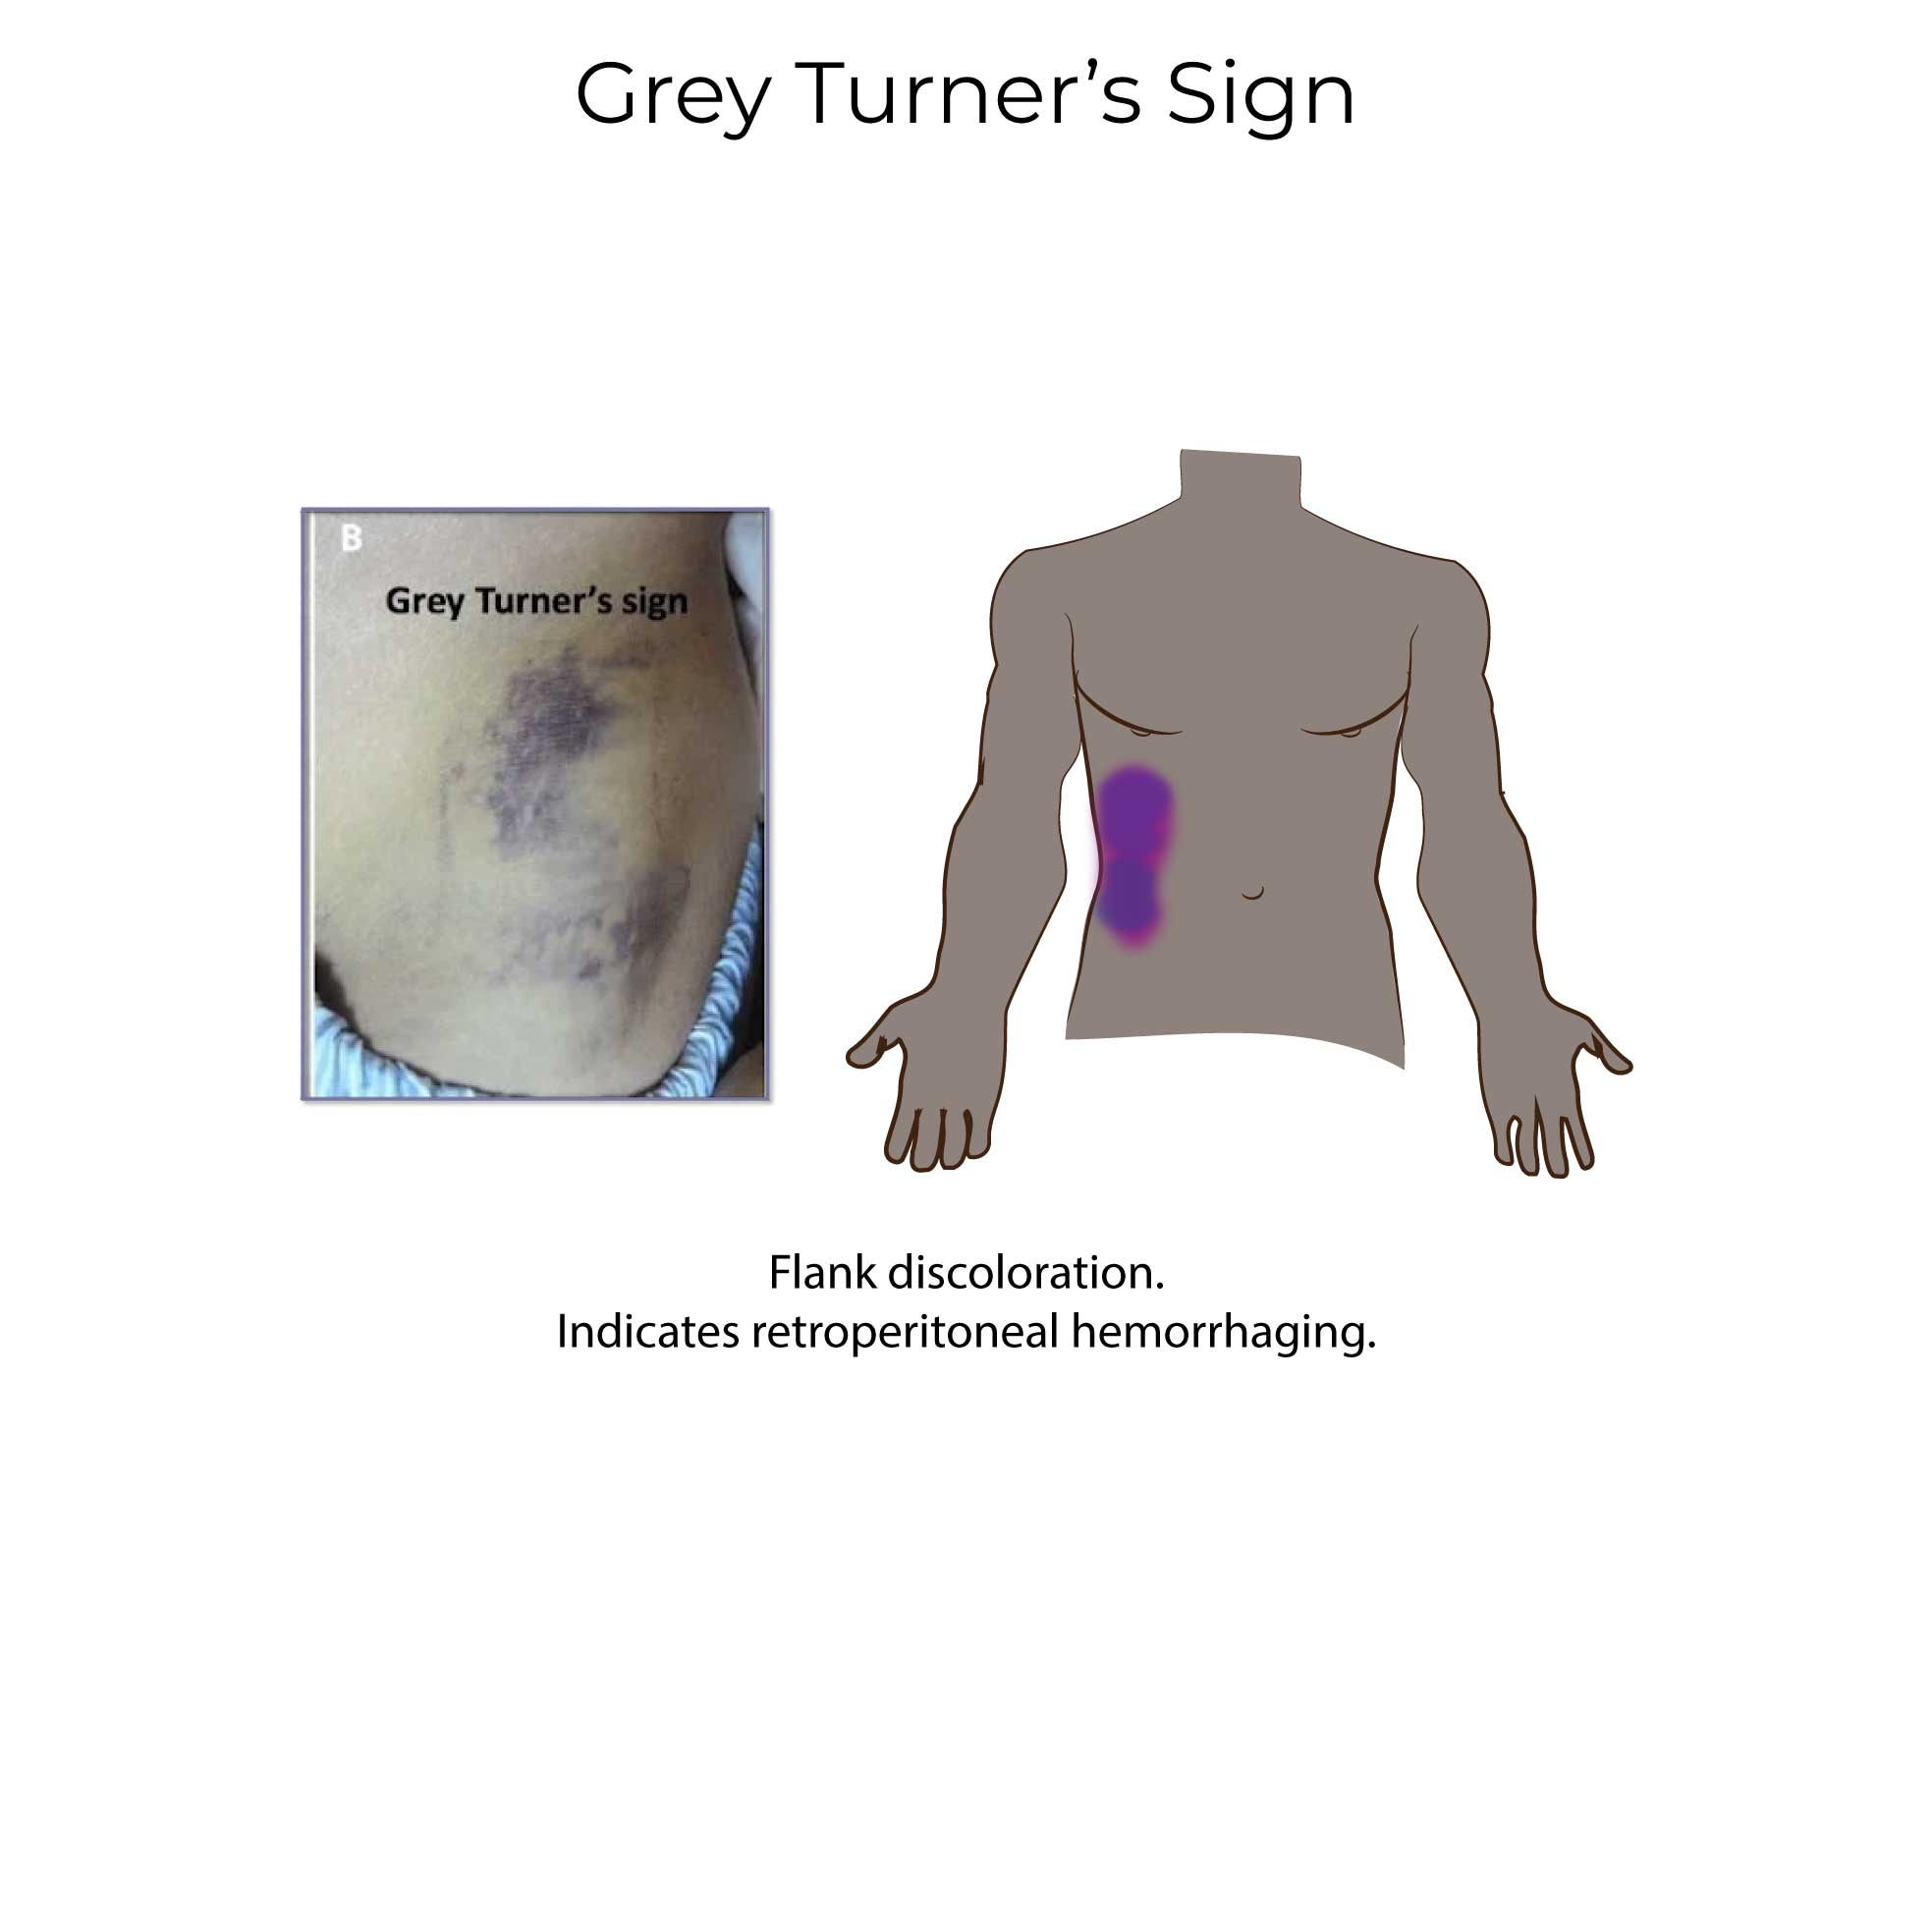 Grey Turner’s Sign
B
Grey Turner’s sign
Flank discoloration.
Indicates retroperitoneal hemorrhaging.